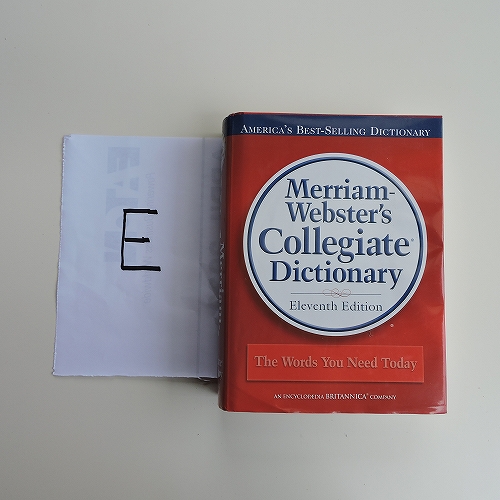 E
AMERICA'S BEST-SELLING DICTIONARY
Merriam-
Webster's
Collegiate®
Dictionary
Eleventh Edition
®
The Words You Need Today
AN ENCYCLOPÆDIA BRITANNICA® COMPANY